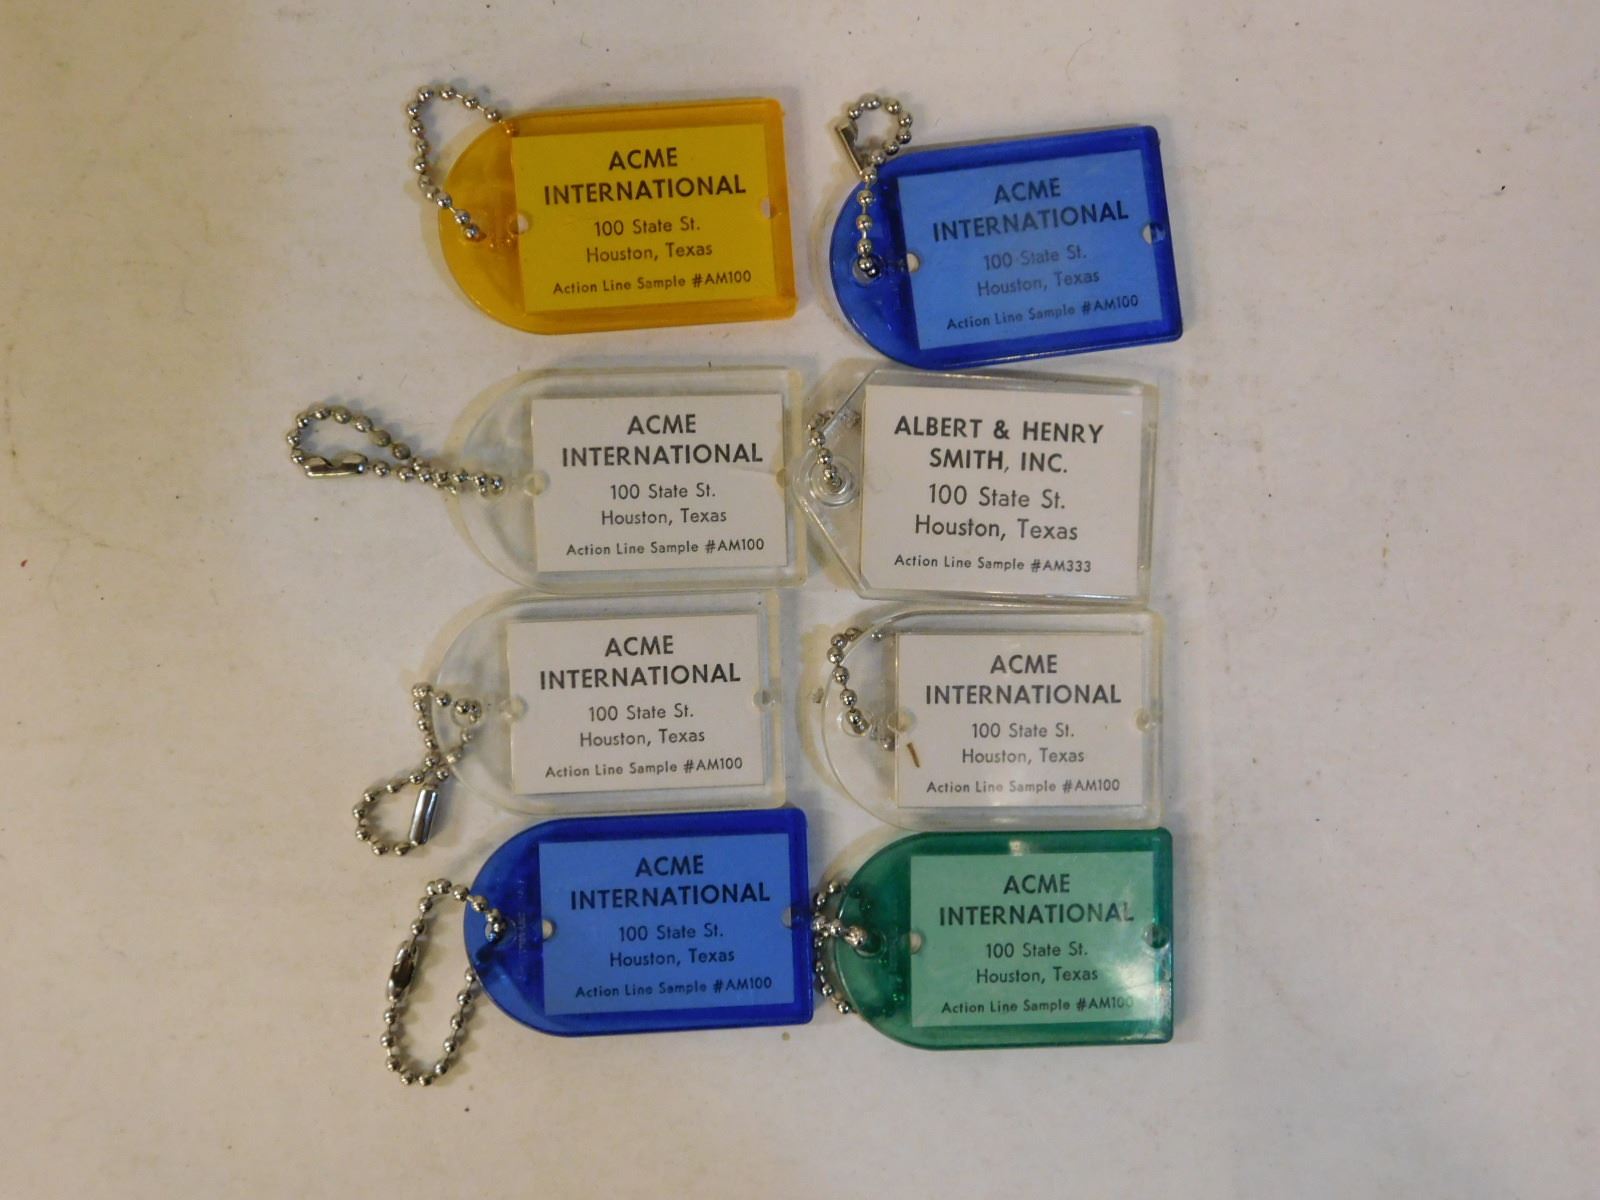 ACME
INTERNATIONAL
100 State St.
Houston, Texas
Action Line Sample #AM100
ACME
INTERNATIONAL
100 State St.
Houston, Texas
Action Line Sample #AM100
ACME
INTERNATIONAL
100 State St.
Houston, Texas
Action Line Sample #AM100
ALBERT & HENRY
SMITH, INC.
100 State St.
Houston, Texas
Action Line Sample #AM333
ACME
INTERNATIONAL
100 State St.
Houston, Texas
Action Line Sample #AM100
ACME
INTERNATIONAL
100 State St.
Houston, Texas
Action Line Sample #AM100
ACME
INTERNATIONAL
100 State St.
Houston, Texas
Action Line Sample #AM100
ACME
INTERNATIONAL
100 State St.
Houston, Texas
Action Line Sample #AM100